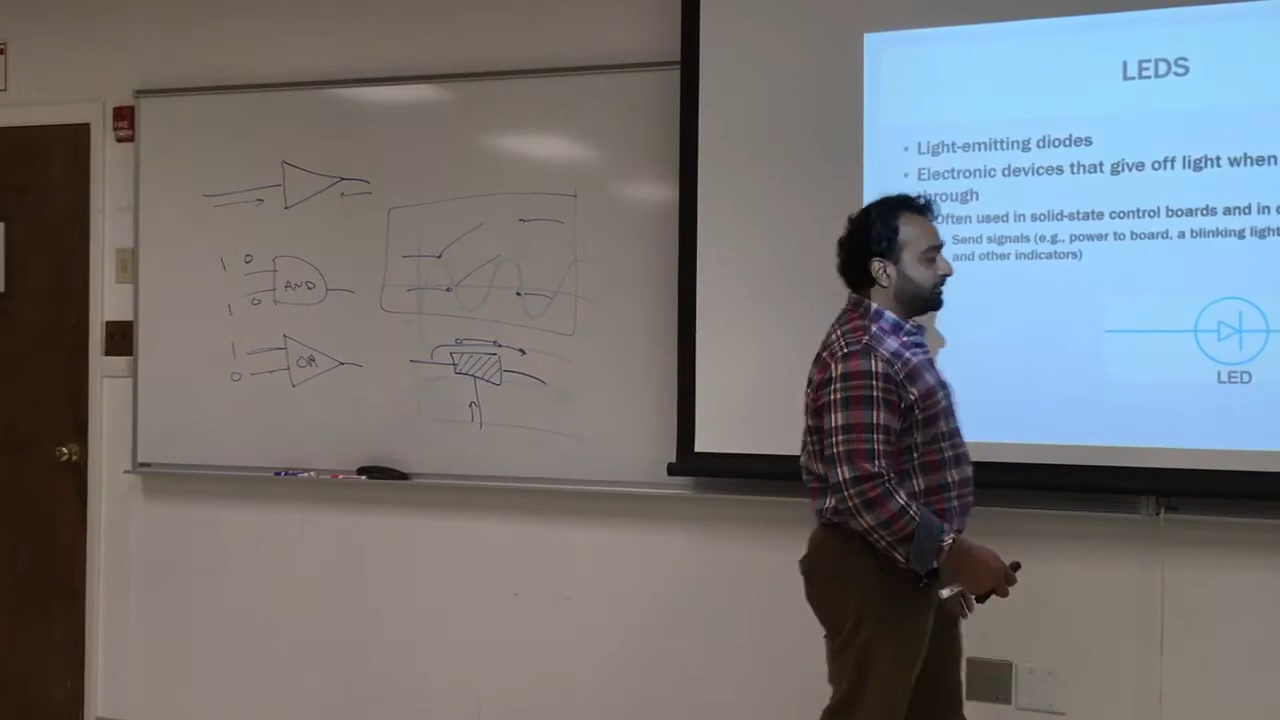 FIRE
1 0
AND
1 0
1
OR
0
LEDS
• Light-emitting diodes
• Electronic devices that give off light when
through
Often used in solid-state control boards and in
Send signals (e.g., power to board, a blinking light
and other indicators)
LED